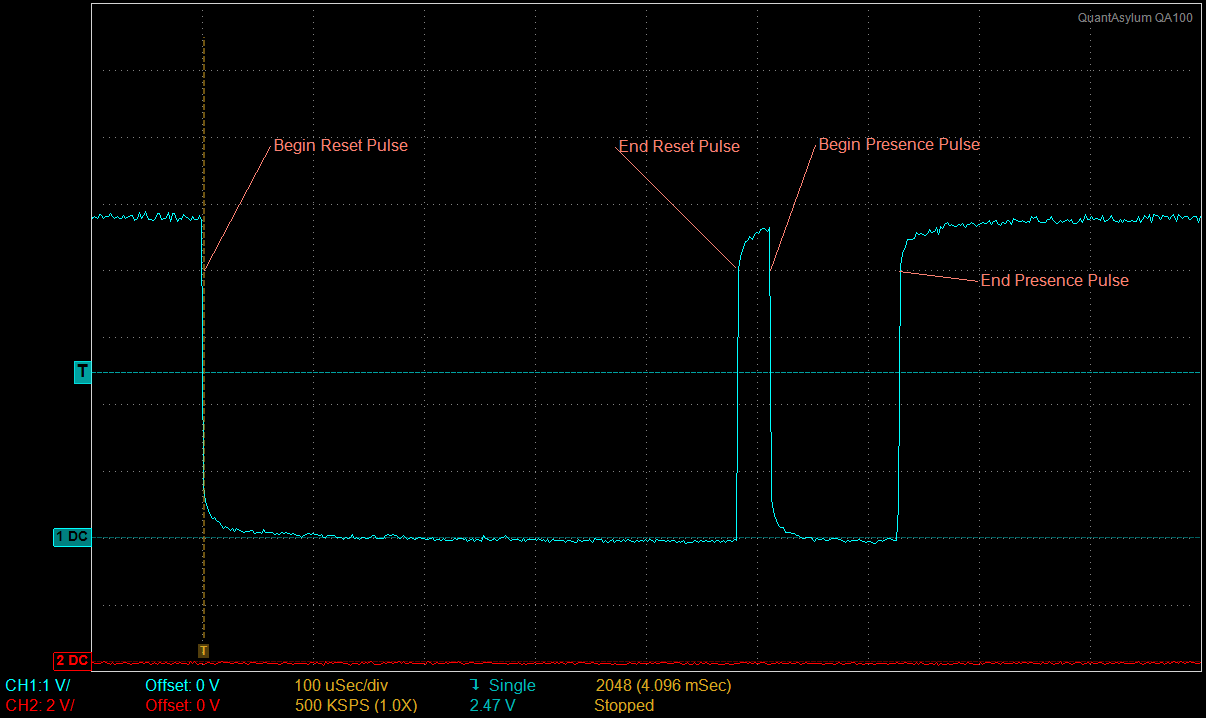 QuantAsylum QA100
Begin Reset Pulse
End Reset Pulse
Begin Presence Pulse
End Presence Pulse
T
1 DC
T
2 DC
CH1:1 V/ Offset: 0 V 100 uSec/div Single 2048 (4.096 mSec)
CH2: 2 V/ Offset: 0 V 500 KSPS (1.0X) 2.47 V Stopped